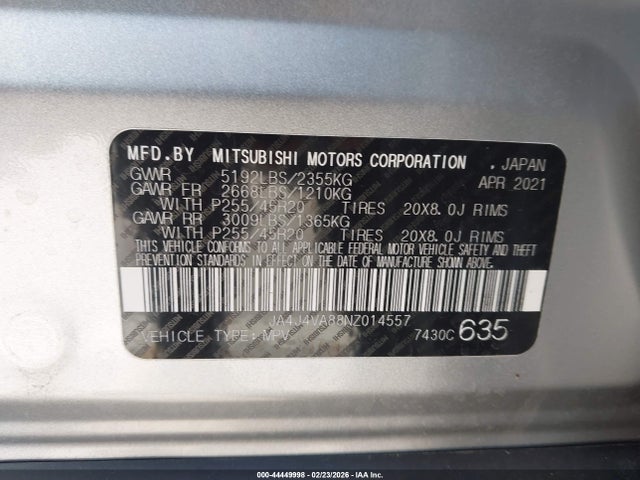 MFD.BY MITSUBISHI MOTORS CORPORATION . JAPAN
GVWR 5192LBS/2355KG APR 2021
GAWR FR 2668LBS/1210KG
WITH P255/45R20 TIRES 20X8.0J RIMS
GAWR RR 3009LBS/1365KG
WITH P255/45R20 TIRES 20X8.0J RIMS
THIS VEHICLE CONFORMS TO ALL APPLICABLE FEDERAL MOTOR VEHICLE SAFETY AND THEFT
PREVENTION STANDARDS IN EFFECT ON THE DATE OF MANUFACTURE SHOWN ABOVE.
JA4J4VA88NZ014557
VEHICLE TYPE: MPV 7430C 635
000-44449998 - 02/23/2026 - IAA Inc.